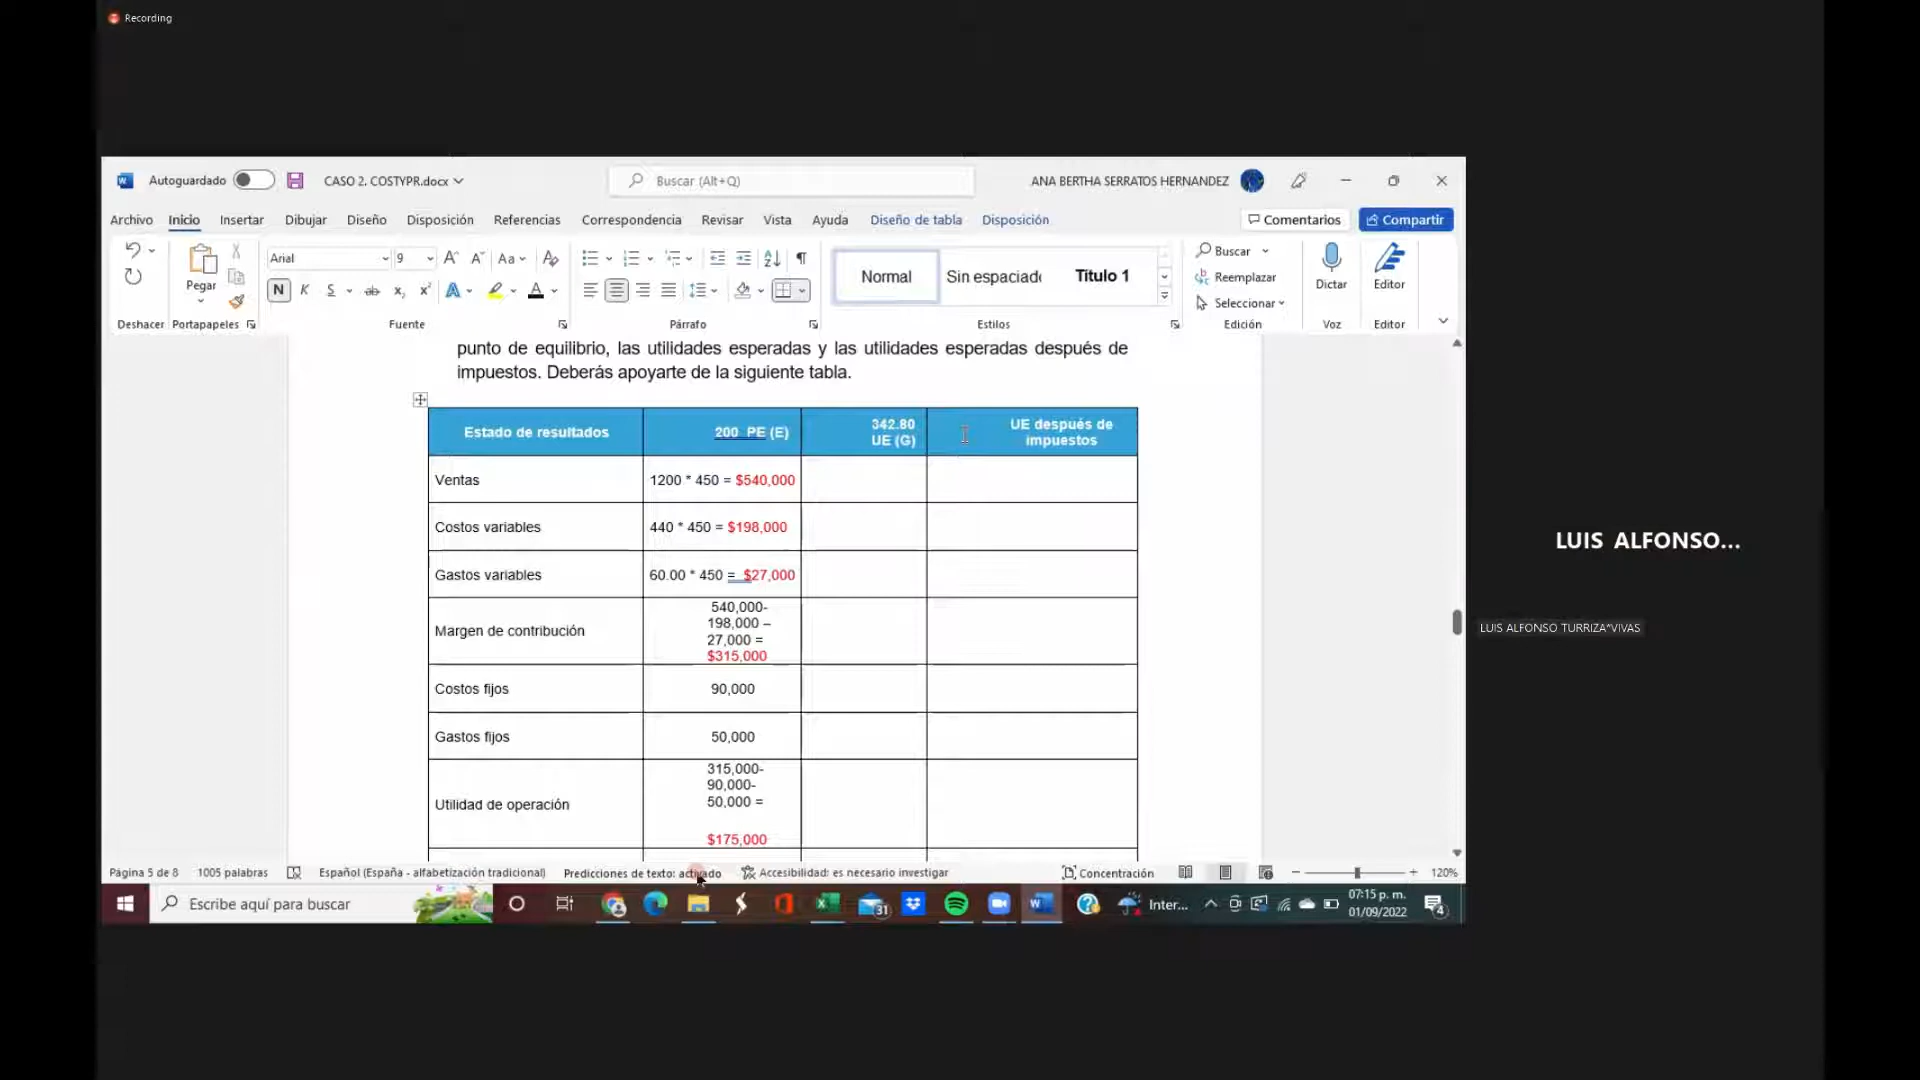 Recording
Autoguardado
CASO 2. COSTYPR.docx
Buscar (Alt+Q)
ANA BERTHA SERRATOS HERNANDEZ
Archivo Inicio Insertar Dibujar Diseño Disposición Referencias Correspondencia Revisar Vista Ayuda Diseño de tabla Disposición
Comentarios
Compartir
Pegar
Arial
9
Normal
Sin espaciado
Título 1
Buscar
Reemplazar
Seleccionar
Dictar
Editor
Deshacer
Portapapeles
Fuente
Párrafo
Estilos
Edición
Voz
Editor
punto de equilibrio, las utilidades esperadas y las utilidades esperadas después de
impuestos. Deberás apoyarte de la siguiente tabla.
Estado de resultados
200 PE (E)
342.80
UE (G)
UE después de
impuestos
Ventas
1200 * 450 = $540,000
Costos variables
440 * 450 = $198,000
Gastos variables
60.00 * 450 = $27,000
Margen de contribución
540,000-
198,000 –
27,000 =
$315,000
Costos fijos
90,000
Gastos fijos
50,000
Utilidad de operación
315,000-
90,000-
50,000 =
$175,000
LUIS ALFONSO...
LUIS ALFONSO TURRIZA*VIVAS
Página 5 de 8
1005 palabras
Español (España - alfabetización tradicional)
Predicciones de texto: activado
Accesibilidad: es necesario investigar
Concentración
120%
Escribe aquí para buscar
31
Inter...
07:15 p. m.
01/09/2022
4